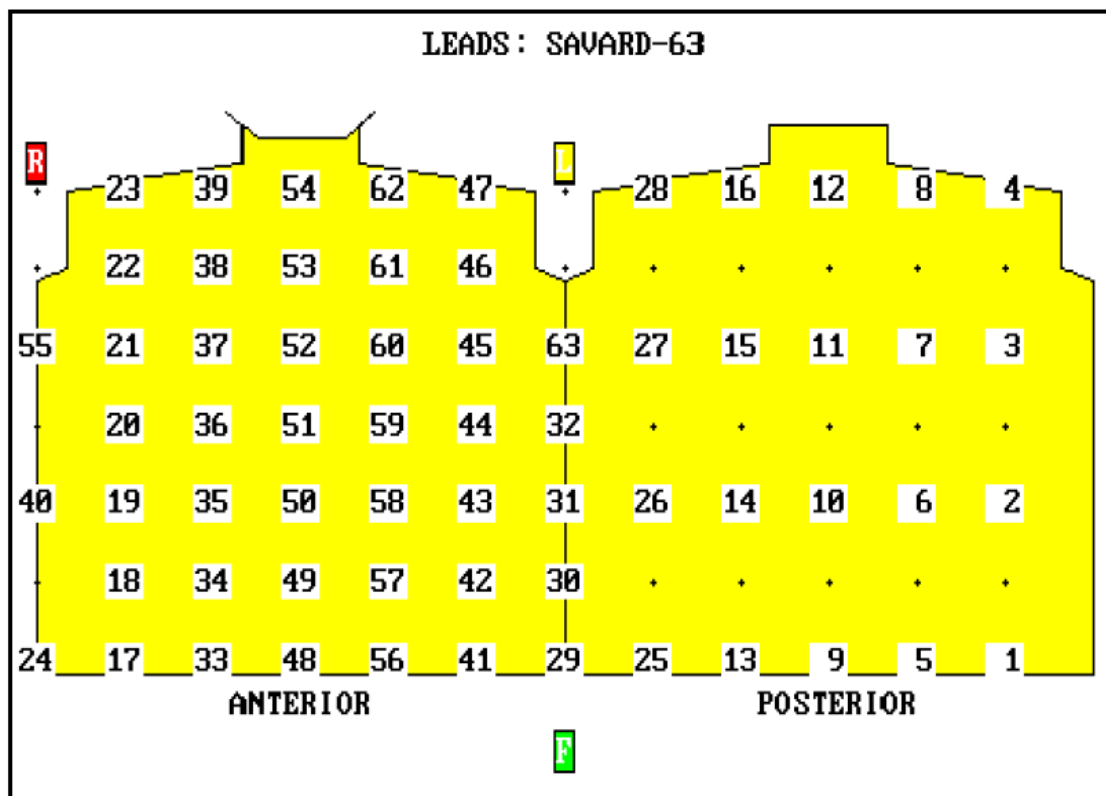 LEADS: SAVARD-63
R L
23 39 54 62 47 28 16 12 8 4
22 38 53 61 46
55 21 37 52 60 45 63 27 15 11 7 3
20 36 51 59 44 32
40 19 35 50 58 43 31 26 14 10 6 2
18 34 49 57 42 30
24 17 33 48 56 41 29 25 13 9 5 1
ANTERIOR POSTERIOR
F